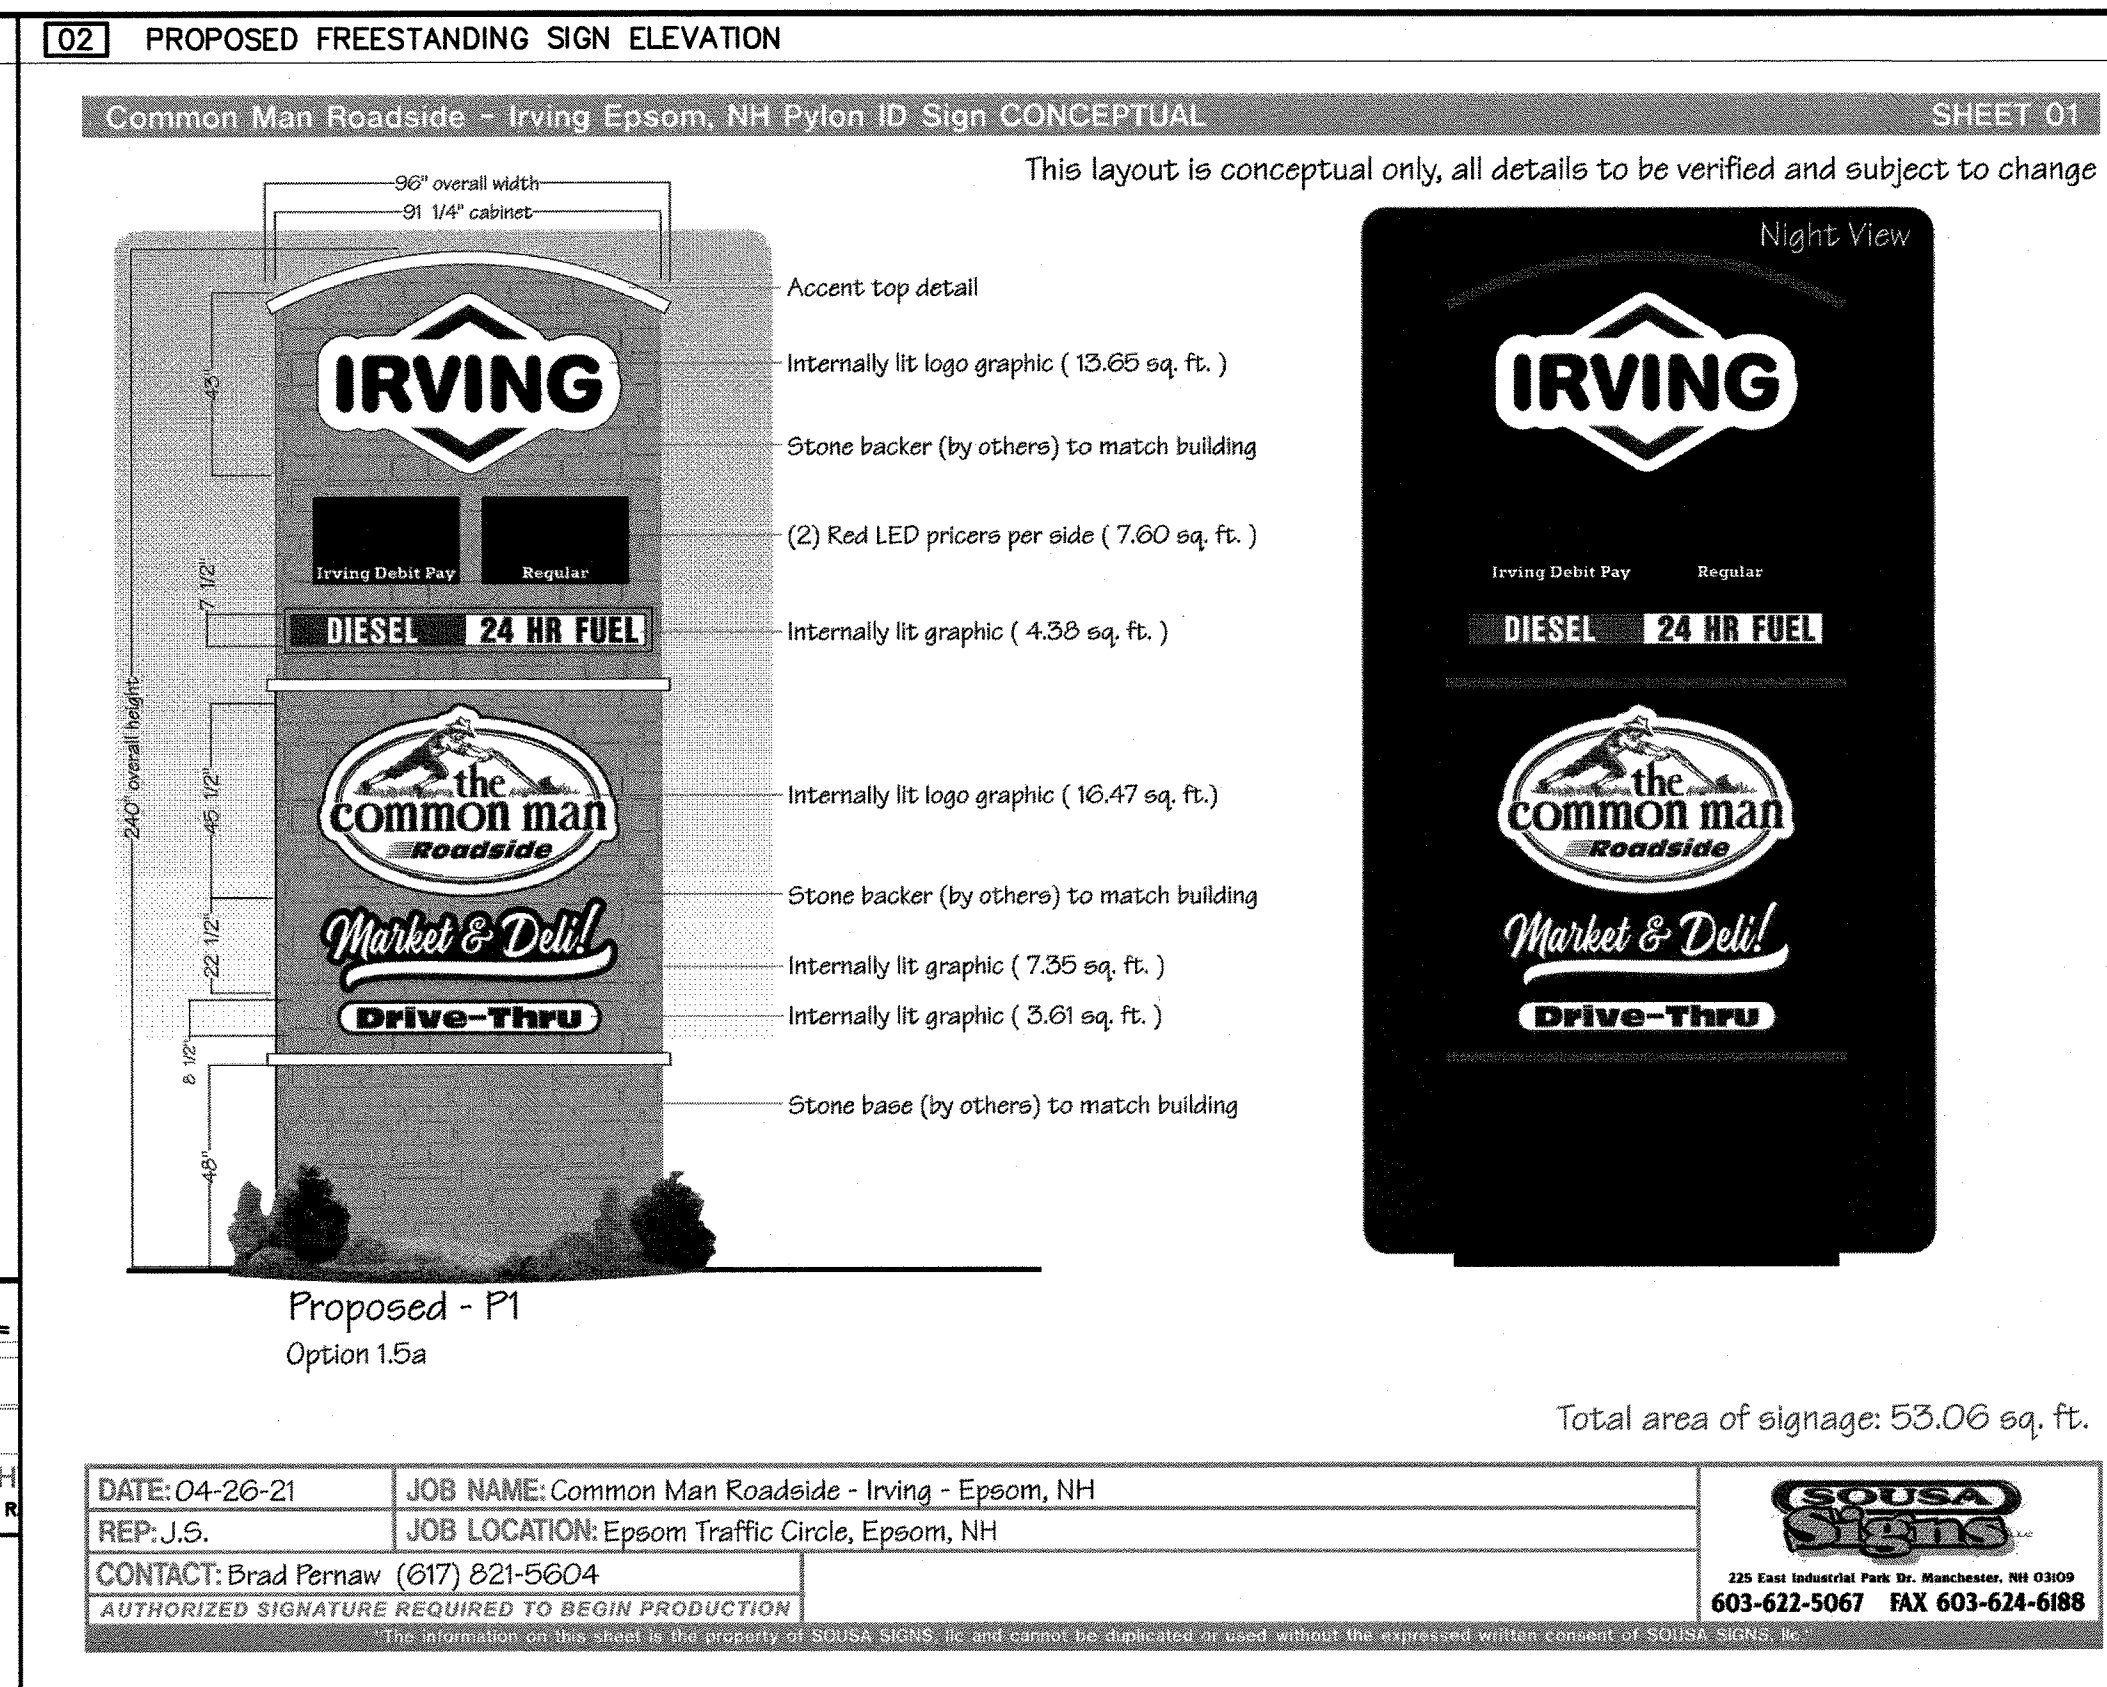 02 PROPOSED FREESTANDING SIGN ELEVATION
Common Man Roadside - Irving Epsom, NH Pylon ID Sign CONCEPTUAL SHEET 01
This layout is conceptual only, all details to be verified and subject to change
96" overall width
91 1/4" cabinet
Night View
Accent top detail
IRVING
43"
Internally lit logo graphic ( 13.65 sq. ft. )
IRVING
Stone backer (by others) to match building
(2) Red LED pricers per side ( 7.60 sq. ft. )
Irving Debit Pay Regular
Irving Debit Pay Regular
7 1/2"
DIESEL 24 HR FUEL
Internally lit graphic ( 4.38 sq. ft. )
DIESEL 24 HR FUEL
240" overall height
45 1/2"
the
common man
Roadside
Internally lit logo graphic ( 16.47 sq. ft.)
the
common man
Roadside
Stone backer (by others) to match building
22 1/2"
Market & Deli!
Internally lit graphic ( 7.35 sq. ft. )
Market & Deli!
Drive-Thru
Internally lit graphic ( 3.61 sq. ft. )
Drive-Thru
8 1/2"
Stone base (by others) to match building
48"
Proposed - P1
Option 1.5a
Total area of signage: 53.06 sq. ft.
DATE: 04-26-21 JOB NAME: Common Man Roadside - Irving - Epsom, NH
REP: J.S. JOB LOCATION: Epsom Traffic Circle, Epsom, NH
CONTACT: Brad Pernaw (617) 821-5604
AUTHORIZED SIGNATURE REQUIRED TO BEGIN PRODUCTION
SOUSA
Signs
LLC
225 East Industrial Park Dr. Manchester, NH 03109
603-622-5067 FAX 603-624-6188
"The information on this sheet is the property of SOUSA SIGNS, llc and cannot be duplicated or used without the expressed written consent of SOUSA SIGNS, llc."
H
R